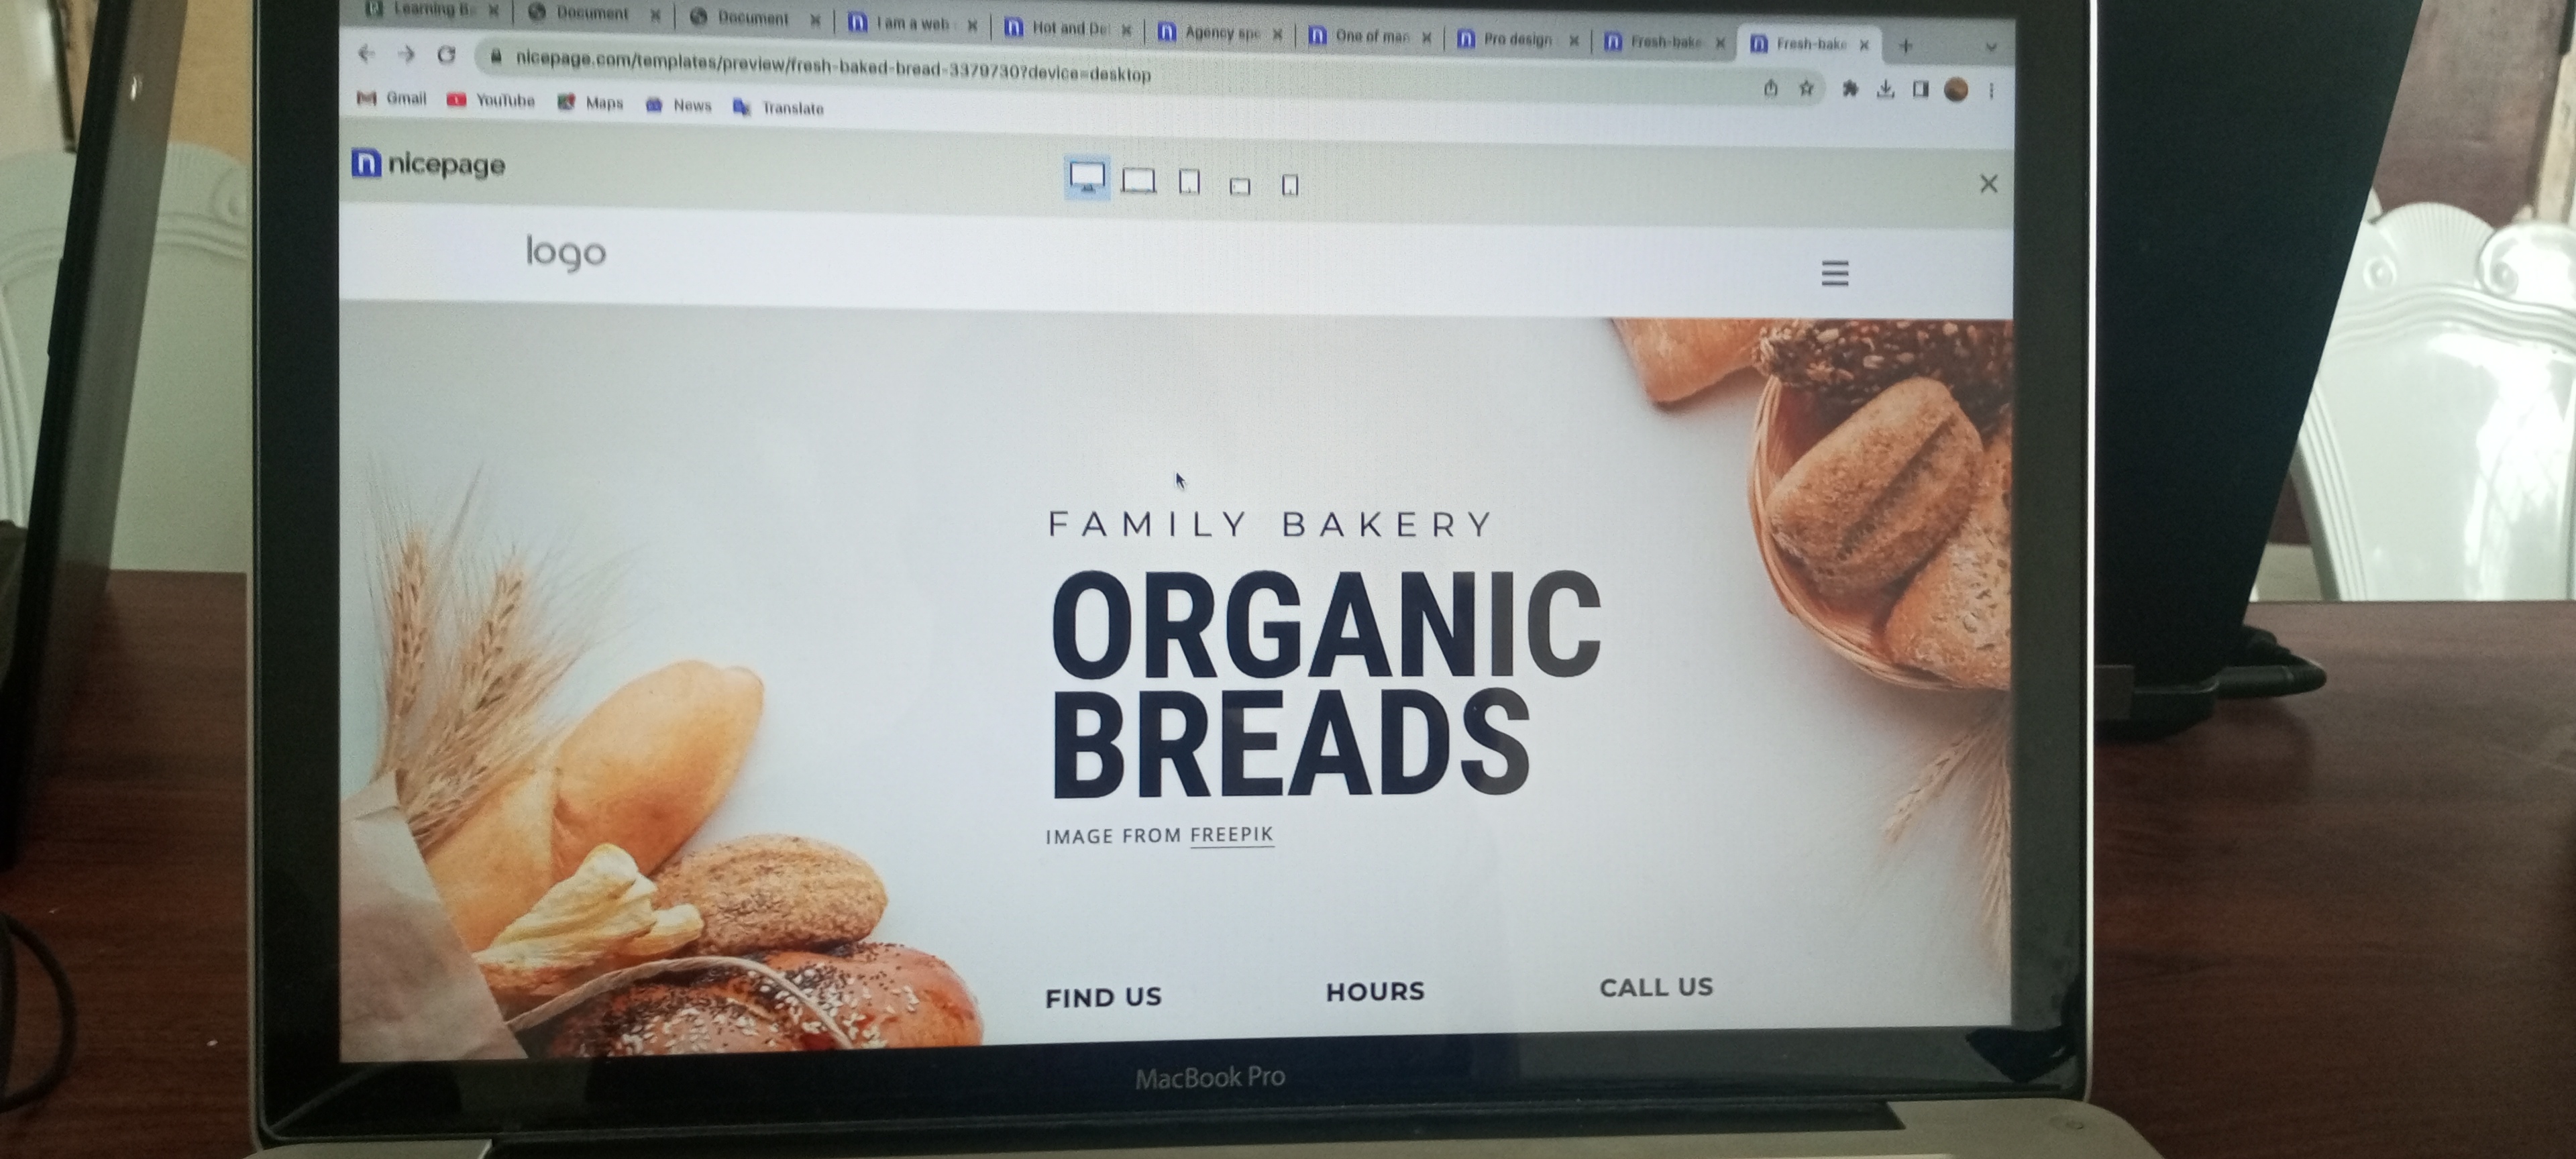 Learning B
Document
Document
I am a web
Hot and De
Agency spe
One of man
Pro design
Fresh-bake
Fresh-bake
nicepage.com/templates/preview/fresh-baked-bread-3379730?device=desktop
Gmail YouTube Maps News Translate
nicepage
logo
FAMILY BAKERY
ORGANIC
BREADS
IMAGE FROM FREEPIK
FIND US HOURS CALL US
MacBook Pro